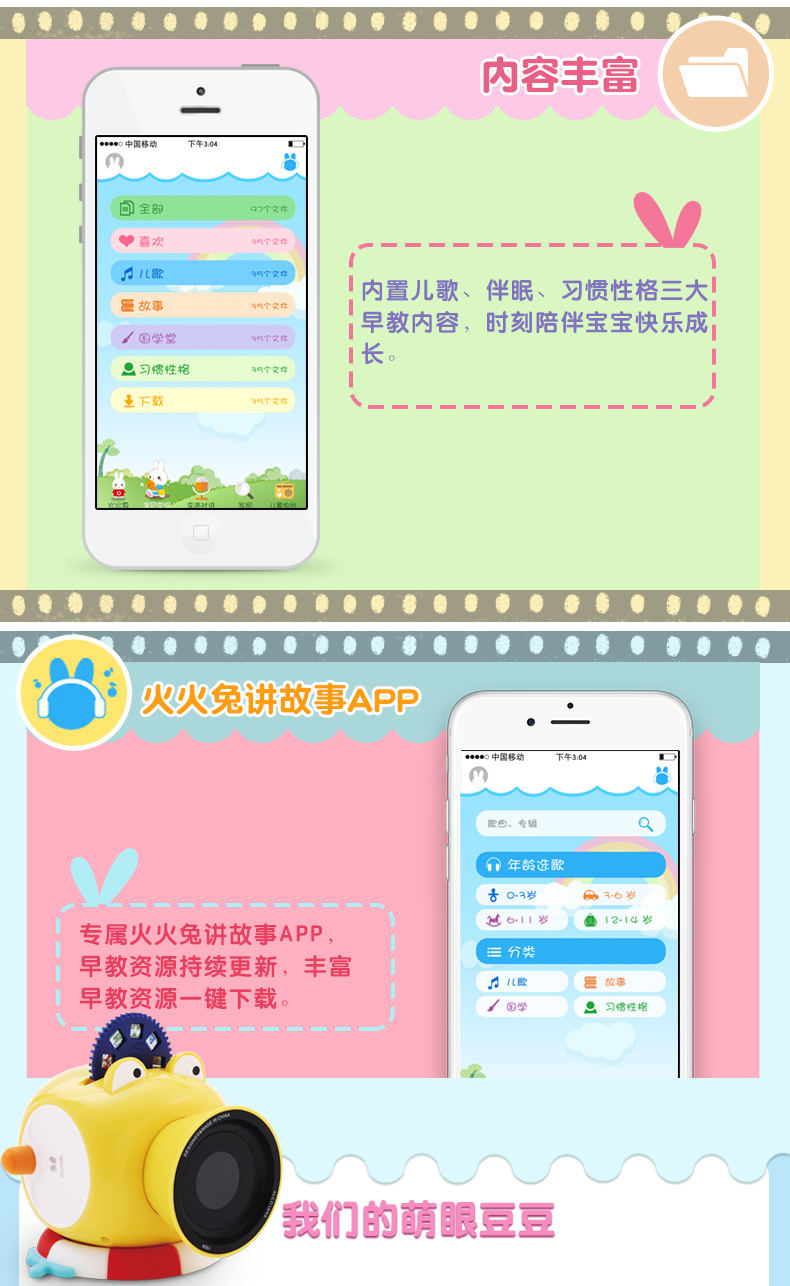 内容丰富
中国移动 下午3:04
全部 97个文件
喜欢 35个文件
儿歌 35个文件
故事 35个文件
国学堂 35个文件
习惯性格 35个文件
下载 35个文件
内置儿歌、伴眠、习惯性格三大
早教内容，时刻陪伴宝宝快乐成
长。
火火兔讲故事APP
中国移动 下午3:04
歌曲、专辑
年龄选歌
0-3岁 3-6岁
6-11岁 12-14岁
分类
儿歌 故事
国学 习惯性格
专属火火兔讲故事APP，
早教资源持续更新，丰富
早教资源一键下载。
我们的萌眼豆豆